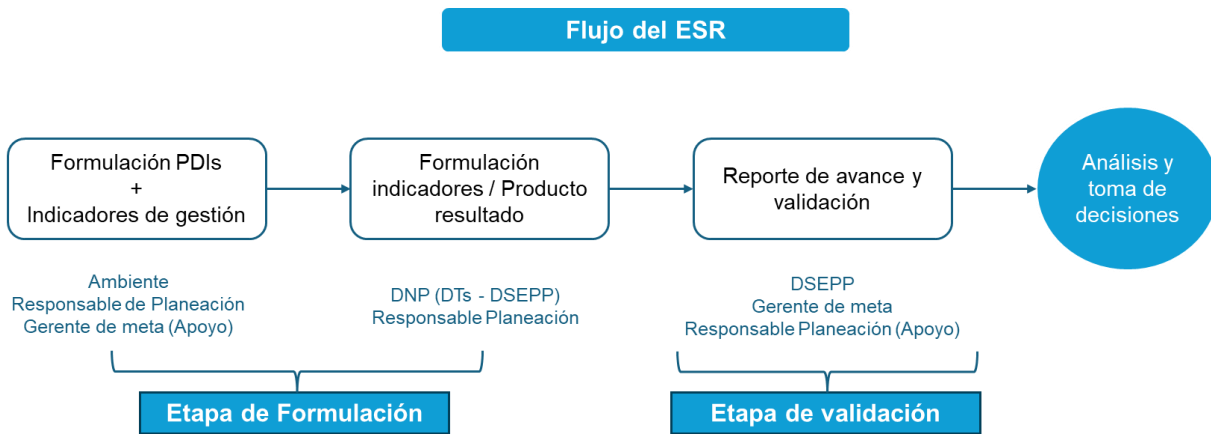 Flujo del ESR
Formulación PDIs
+
Indicadores de gestión
Formulación
indicadores / Producto
resultado
Reporte de avance y
validación
Análisis y
toma de
decisiones
Ambiente
Responsable de Planeación
Gerente de meta (Apoyo)
DNP (DTs - DSEPP)
Responsable Planeación
DSEPP
Gerente de meta
Responsable Planeación (Apoyo)
Etapa de Formulación
Etapa de validación